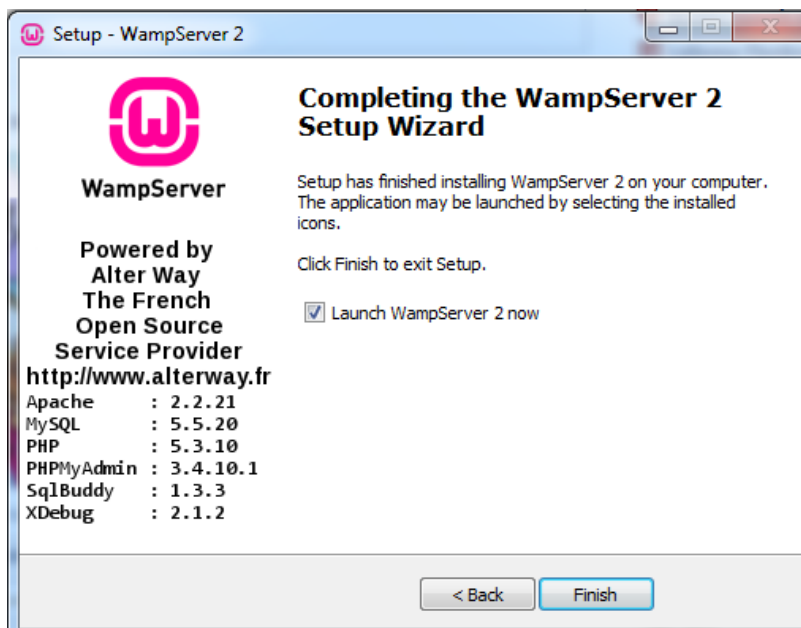 Setup - WampServer 2
WampServer
Powered by
Alter Way
The French
Open Source
Service Provider
http://www.alterway.fr
Apache : 2.2.21
MySQL : 5.5.20
PHP : 5.3.10
PHPMyAdmin : 3.4.10.1
SqlBuddy : 1.3.3
XDebug : 2.1.2
Completing the WampServer 2
Setup Wizard
Setup has finished installing WampServer 2 on your computer.
The application may be launched by selecting the installed
icons.
Click Finish to exit Setup.
Launch WampServer 2 now
< Back
Finish